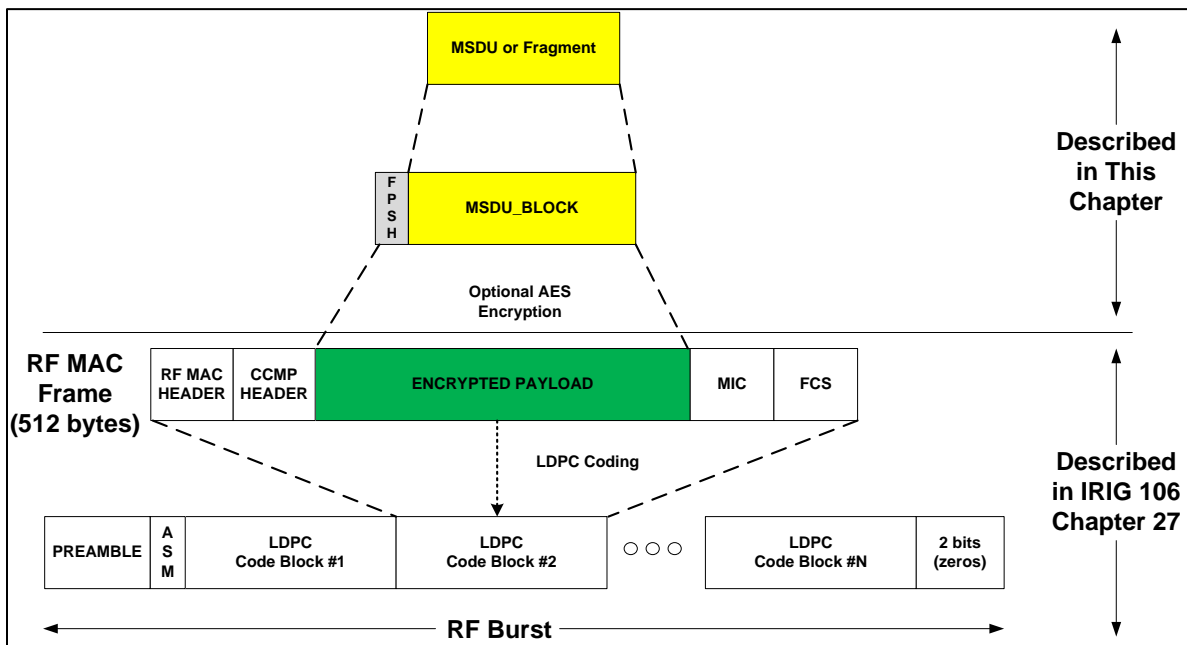 MSDU or Fragment
Described
in This
Chapter
F
P
S
H
MSDU_BLOCK
Optional AES
Encryption
RF MAC
Frame
(512 bytes)
RF MAC
HEADER
CCMP
HEADER
ENCRYPTED PAYLOAD
MIC
FCS
LDPC Coding
Described
in IRIG 106
Chapter 27
PREAMBLE
A
S
M
LDPC
Code Block #1
LDPC
Code Block #2
LDPC
Code Block #N
2 bits
(zeros)
RF Burst